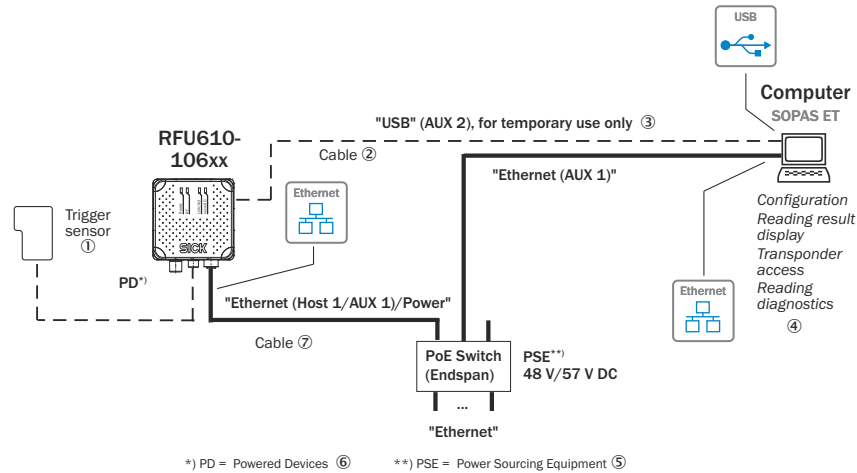 USB
Computer
SOPAS ET
"USB" (AUX 2), for temporary use only ③
RFU610-
106xx
Cable ②
"Ethernet (AUX 1)"
Ethernet
Trigger
sensor
①
SICK
Configuration
Reading result
display
Transponder
access
Reading
diagnostics
④
Ethernet
PD*)
"Ethernet (Host 1/AUX 1)/Power"
Cable ⑦
PoE Switch
(Endspan)
PSE**)
48 V/57 V DC
...
"Ethernet"
*) PD = Powered Devices ⑥
**) PSE = Power Sourcing Equipment ⑤